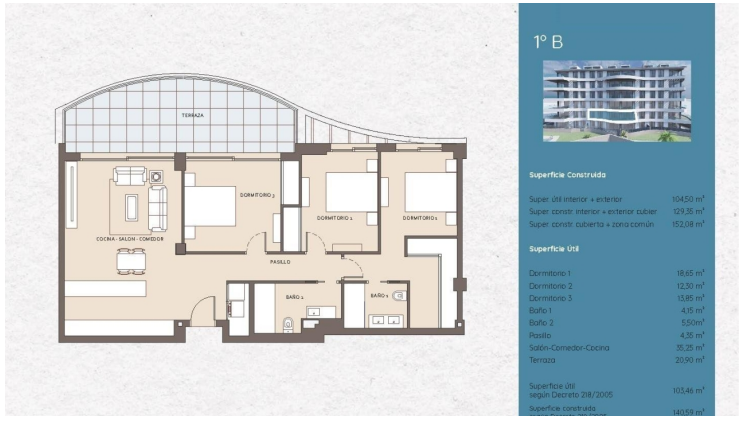 1º B
TERRAZA
DORMITORIO 3
DORMITORIO 2
DORMITORIO 1
COCINA - SALON - COMEDOR
PASILLO
BAÑO 2
BAÑO 1
Superficie Construida
Super útil interior + exterior 104,50 m²
Super constr. interior + exterior cubier 129,35 m²
Super constr. cubierta + zona común 152,08 m²
Superficie Útil
Dormitorio 1 18,65 m²
Dormitorio 2 12,30 m²
Dormitorio 3 13,85 m²
Baño 1 4,15 m²
Baño 2 5,50m²
Pasillo 4,35 m²
Salón-Comedor-Cocina 35,25 m²
Terraza 20,90 m²
Superficie útil
según Decreto 218/2005 103,46 m²
Superficie construida
140,59 m²